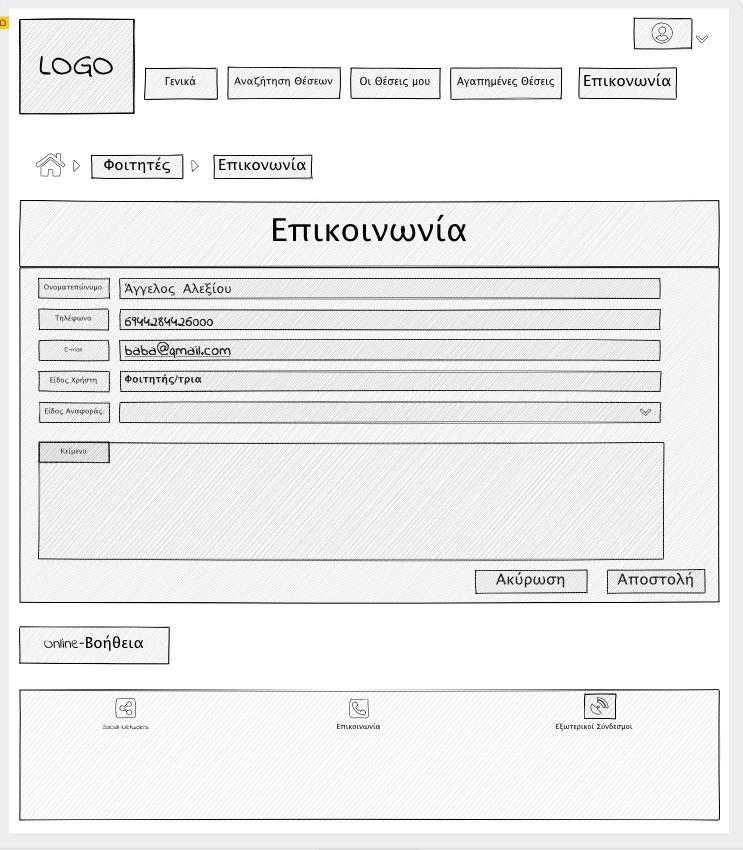 LOGO
Γενικά
Αναζήτηση Θέσεων
Οι Θέσεις μου
Αγαπημένες Θέσεις
Επικονωνία
Φοιτητές
Επικονωνία
Επικοινωνία
Ονοματεπώνυμο
Άγγελος Αλεξίου
Τηλέφωνο
6944284426000
E-mail
baba@gmail.com
Είδος Χρήστη
Φοιτητής/τρια
Είδος Αναφοράς
Κείμενο
Ακύρωση
Αποστολή
Online-Βοήθεια
Social Networks
Επικοινωνία
Εξωτερικοί Σύνδεσμοι